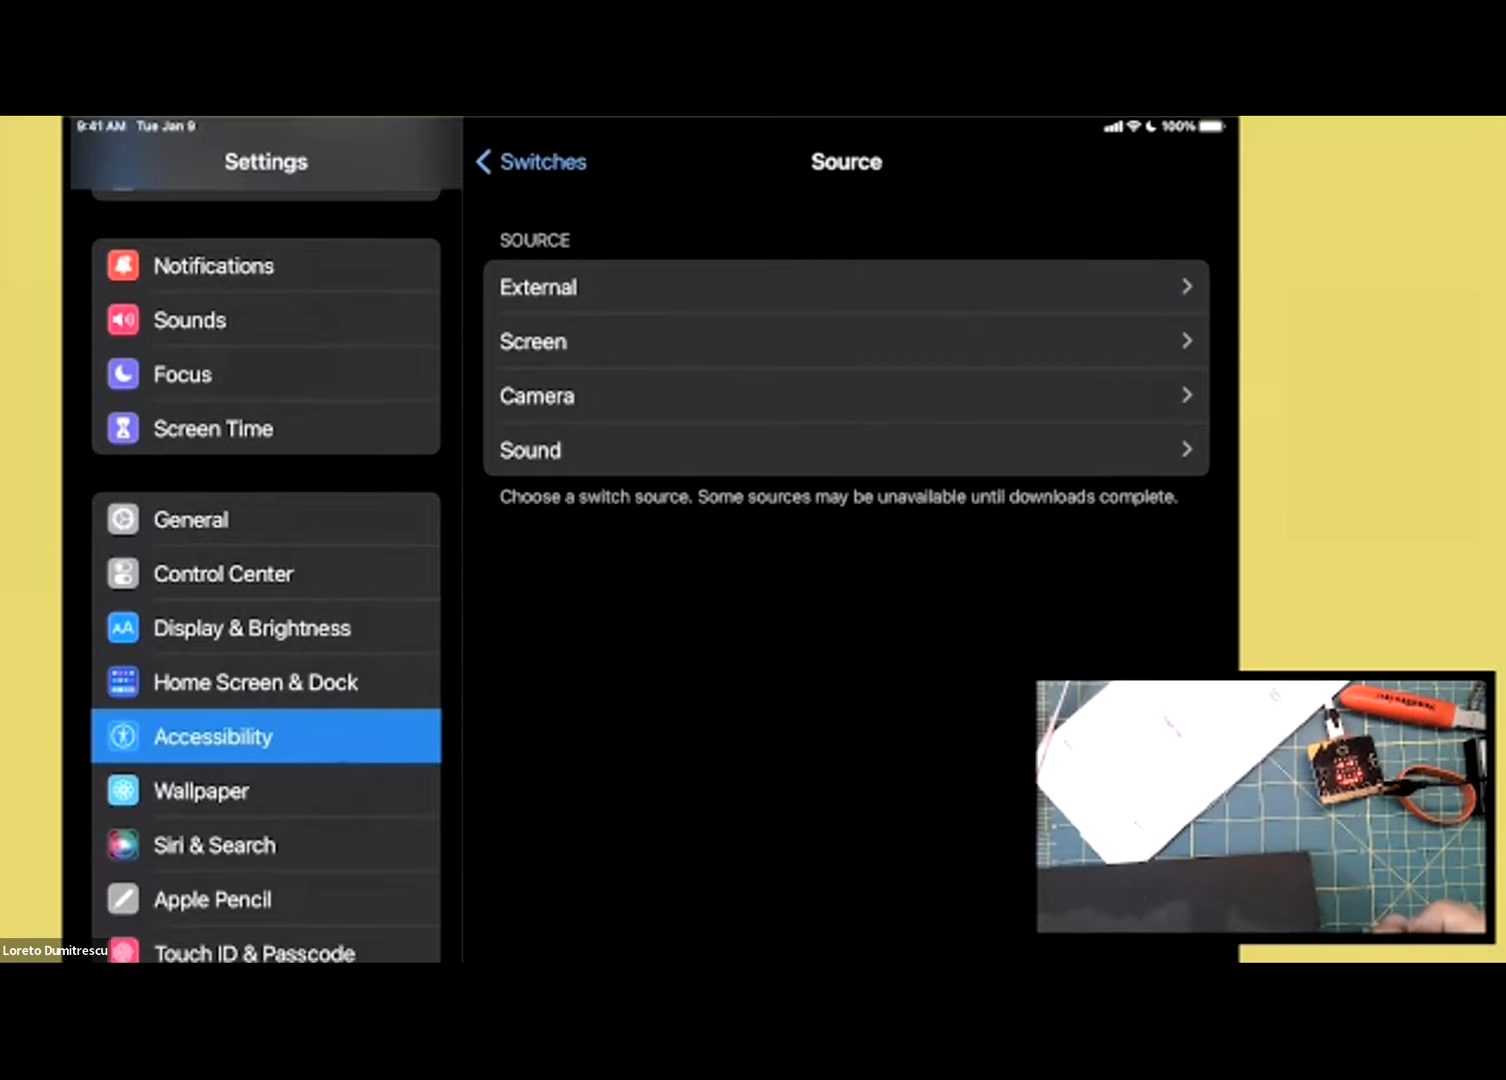 9:41 AM Tue Jan 9
100%
Settings
Switches
Source
Notifications
Sounds
Focus
Screen Time
General
Control Center
Display & Brightness
Home Screen & Dock
Accessibility
Wallpaper
Siri & Search
Apple Pencil
Touch ID & Passcode
SOURCE
External
Screen
Camera
Sound
Choose a switch source. Some sources may be unavailable until downloads complete.
Loreto Dumitrescu